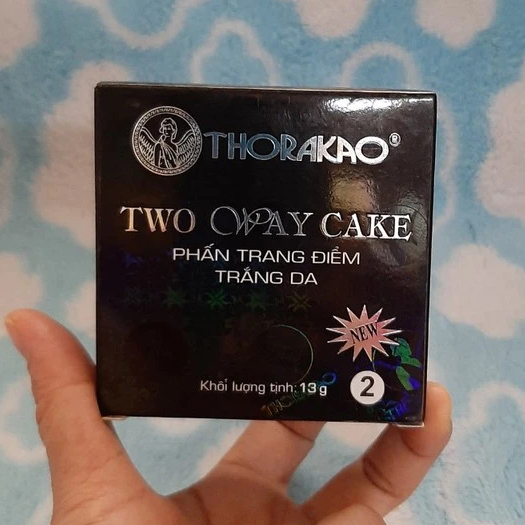 THORAKAO®
TWO WAY CAKE
PHẤN TRANG ĐIỂM
TRẮNG DA
NEW
Khối lượng tịnh: 13 g
2